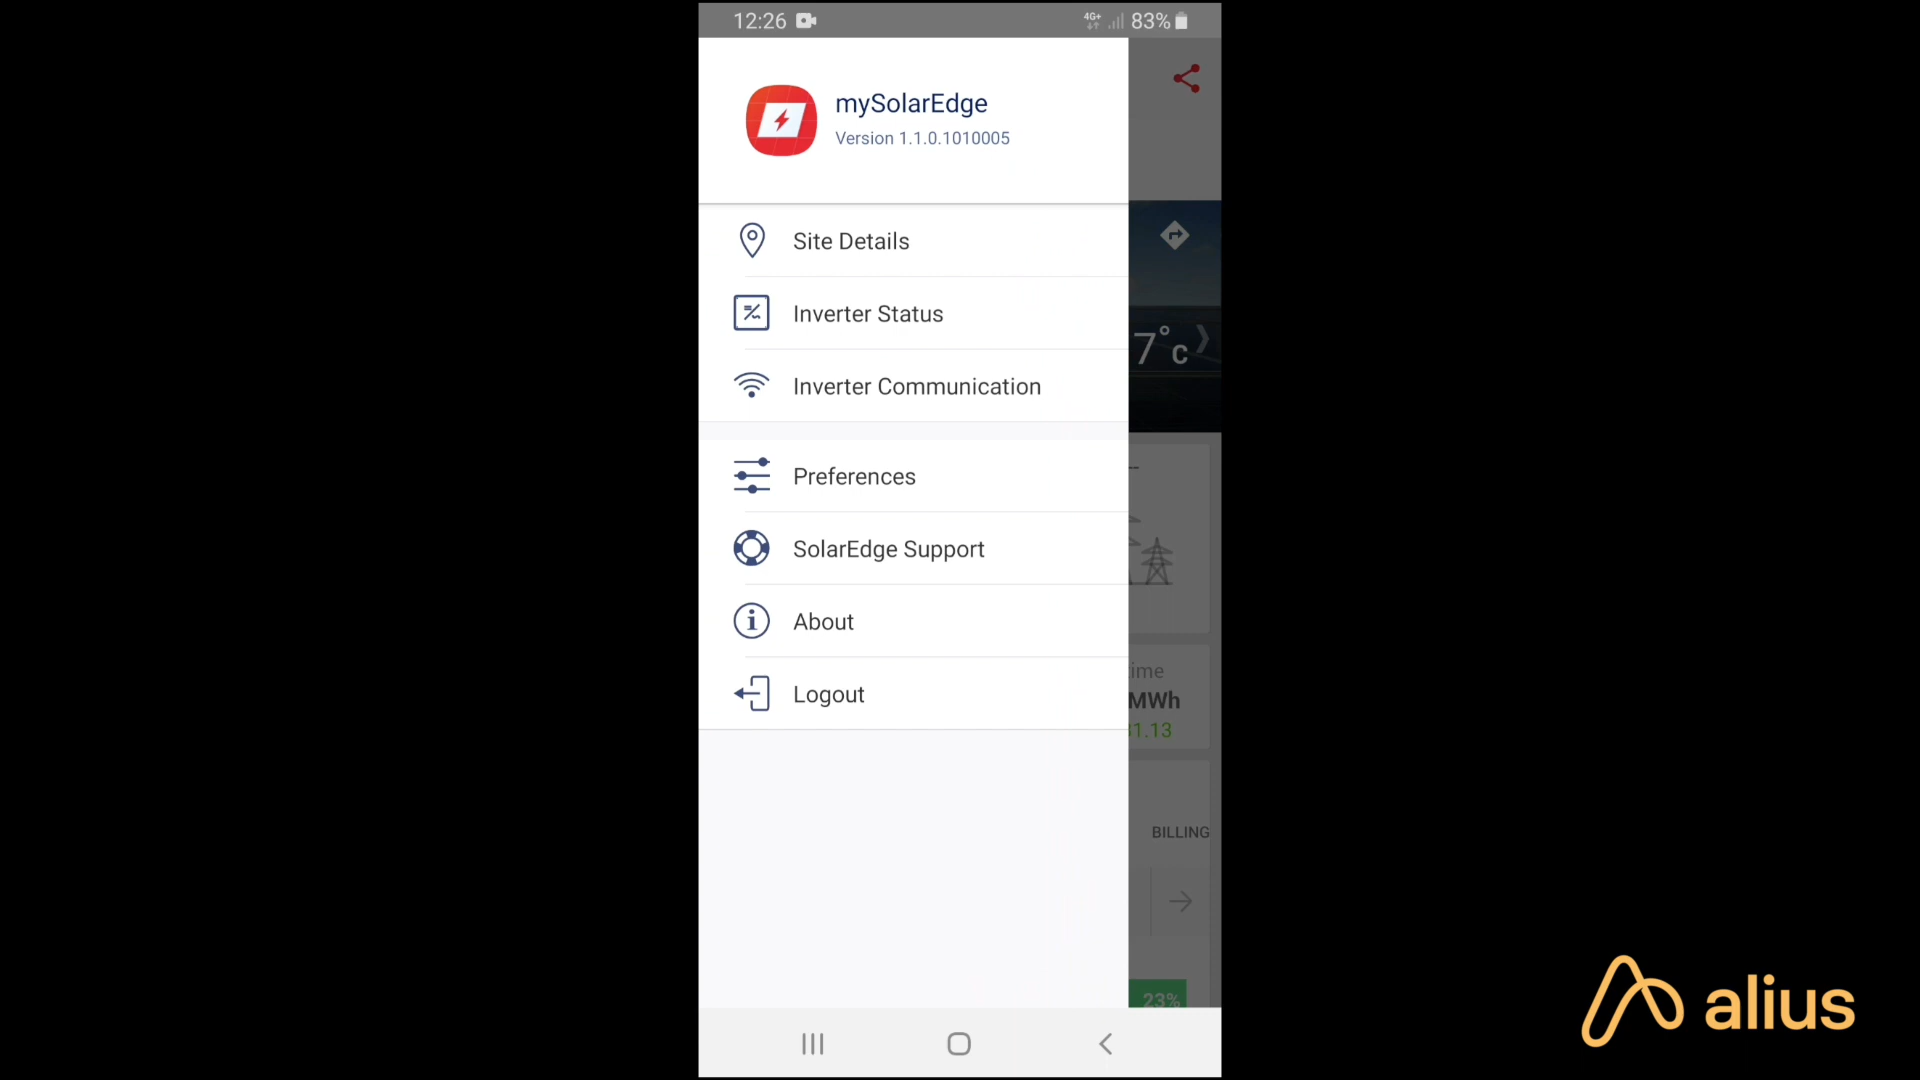 12:26 4G+ 83%
mySolarEdge
Version 1.1.0.1010005
Site Details
Inverter Status
7°C
Inverter Communication
Preferences
SolarEdge Support
About
ime
Logout
MWh
1.13
BILLING
23%
alius